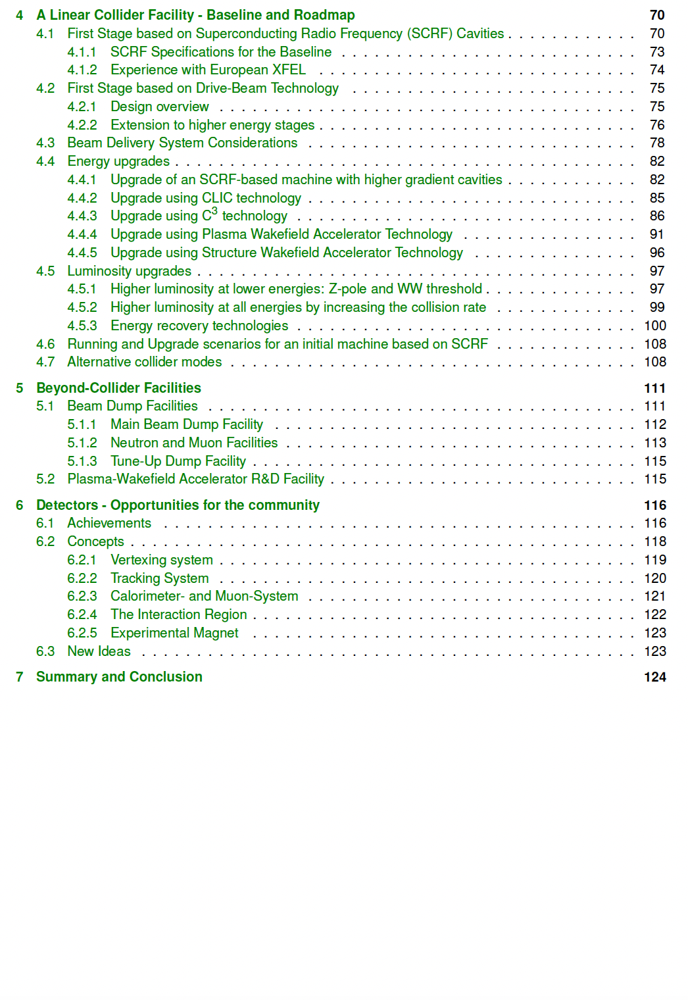 4 A Linear Collider Facility - Baseline and Roadmap 70
4.1 First Stage based on Superconducting Radio Frequency (SCRF) Cavities . . . . . . . . . . . . 70
4.1.1 SCRF Specifications for the Baseline . . . . . . . . . . . . . . . . . . . . . . . . . . . 73
4.1.2 Experience with European XFEL . . . . . . . . . . . . . . . . . . . . . . . . . . . . . 74
4.2 First Stage based on Drive-Beam Technology . . . . . . . . . . . . . . . . . . . . . . . . . . 75
4.2.1 Design overview . . . . . . . . . . . . . . . . . . . . . . . . . . . . . . . . . . . . . . 75
4.2.2 Extension to higher energy stages . . . . . . . . . . . . . . . . . . . . . . . . . . . . . 76
4.3 Beam Delivery System Considerations . . . . . . . . . . . . . . . . . . . . . . . . . . . . . . 78
4.4 Energy upgrades . . . . . . . . . . . . . . . . . . . . . . . . . . . . . . . . . . . . . . . . . . 82
4.4.1 Upgrade of an SCRF-based machine with higher gradient cavities . . . . . . . . . . . . 82
4.4.2 Upgrade using CLIC technology . . . . . . . . . . . . . . . . . . . . . . . . . . . . . . 85
4.4.3 Upgrade using C³ technology . . . . . . . . . . . . . . . . . . . . . . . . . . . . . . . 86
4.4.4 Upgrade using Plasma Wakefield Accelerator Technology . . . . . . . . . . . . . . . . 91
4.4.5 Upgrade using Structure Wakefield Accelerator Technology . . . . . . . . . . . . . . . 96
4.5 Luminosity upgrades . . . . . . . . . . . . . . . . . . . . . . . . . . . . . . . . . . . . . . . . 97
4.5.1 Higher luminosity at lower energies: Z-pole and WW threshold . . . . . . . . . . . . . . 97
4.5.2 Higher luminosity at all energies by increasing the collision rate . . . . . . . . . . . . . 99
4.5.3 Energy recovery technologies . . . . . . . . . . . . . . . . . . . . . . . . . . . . . . . 100
4.6 Running and Upgrade scenarios for an initial machine based on SCRF . . . . . . . . . . . . . 108
4.7 Alternative collider modes . . . . . . . . . . . . . . . . . . . . . . . . . . . . . . . . . . . . . 108
5 Beyond-Collider Facilities 111
5.1 Beam Dump Facilities . . . . . . . . . . . . . . . . . . . . . . . . . . . . . . . . . . . . . . . 111
5.1.1 Main Beam Dump Facility . . . . . . . . . . . . . . . . . . . . . . . . . . . . . . . . . 112
5.1.2 Neutron and Muon Facilities . . . . . . . . . . . . . . . . . . . . . . . . . . . . . . . . 113
5.1.3 Tune-Up Dump Facility . . . . . . . . . . . . . . . . . . . . . . . . . . . . . . . . . . . 115
5.2 Plasma-Wakefield Accelerator R&D Facility . . . . . . . . . . . . . . . . . . . . . . . . . . . . 115
6 Detectors - Opportunities for the community 116
6.1 Achievements . . . . . . . . . . . . . . . . . . . . . . . . . . . . . . . . . . . . . . . . . . . 116
6.2 Concepts . . . . . . . . . . . . . . . . . . . . . . . . . . . . . . . . . . . . . . . . . . . . . . 118
6.2.1 Vertexing system . . . . . . . . . . . . . . . . . . . . . . . . . . . . . . . . . . . . . . 119
6.2.2 Tracking System . . . . . . . . . . . . . . . . . . . . . . . . . . . . . . . . . . . . . . 120
6.2.3 Calorimeter- and Muon-System . . . . . . . . . . . . . . . . . . . . . . . . . . . . . . 121
6.2.4 The Interaction Region . . . . . . . . . . . . . . . . . . . . . . . . . . . . . . . . . . . 122
6.2.5 Experimental Magnet . . . . . . . . . . . . . . . . . . . . . . . . . . . . . . . . . . . 123
6.3 New Ideas . . . . . . . . . . . . . . . . . . . . . . . . . . . . . . . . . . . . . . . . . . . . . 123
7 Summary and Conclusion 124